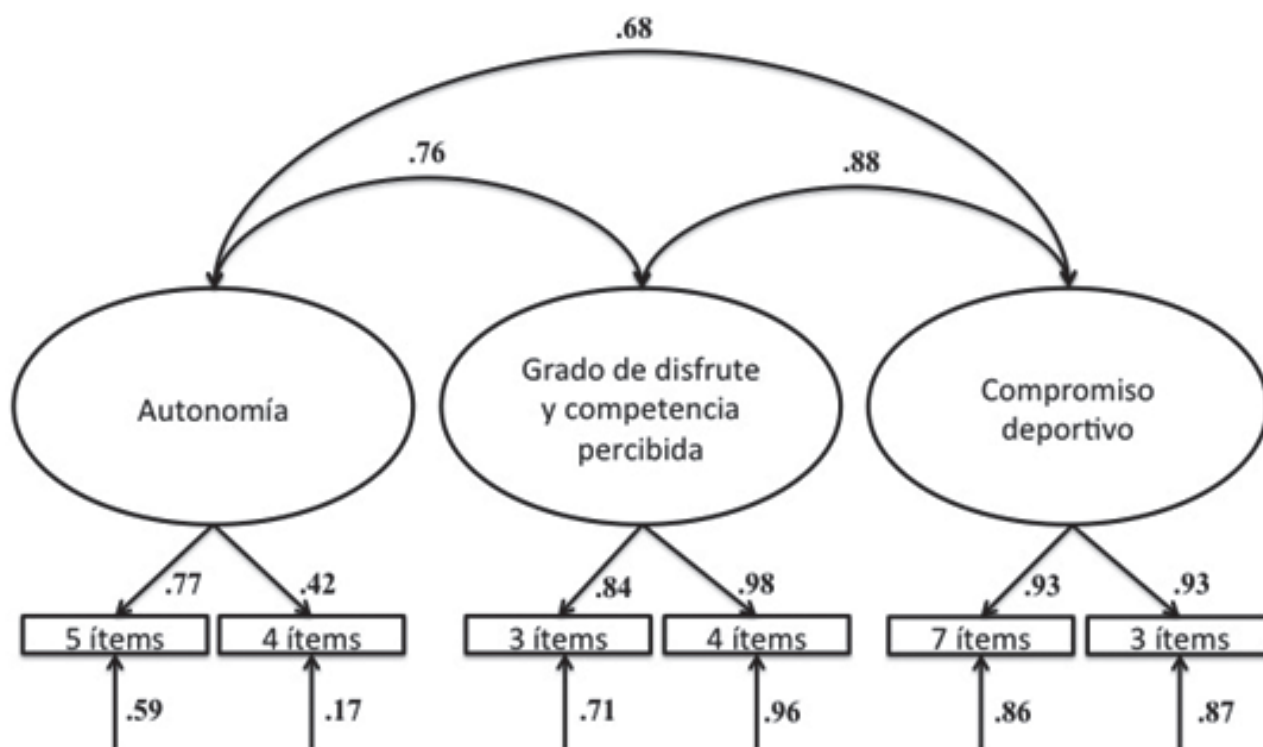 .68
.76
.88
Autonomía
Grado de disfrute
y competencia
percibida
Compromiso
deportivo
.77
.42
.84
.98
.93
.93
5 ítems
4 ítems
3 ítems
4 ítems
7 ítems
3 ítems
.59
.17
.71
.96
.86
.87